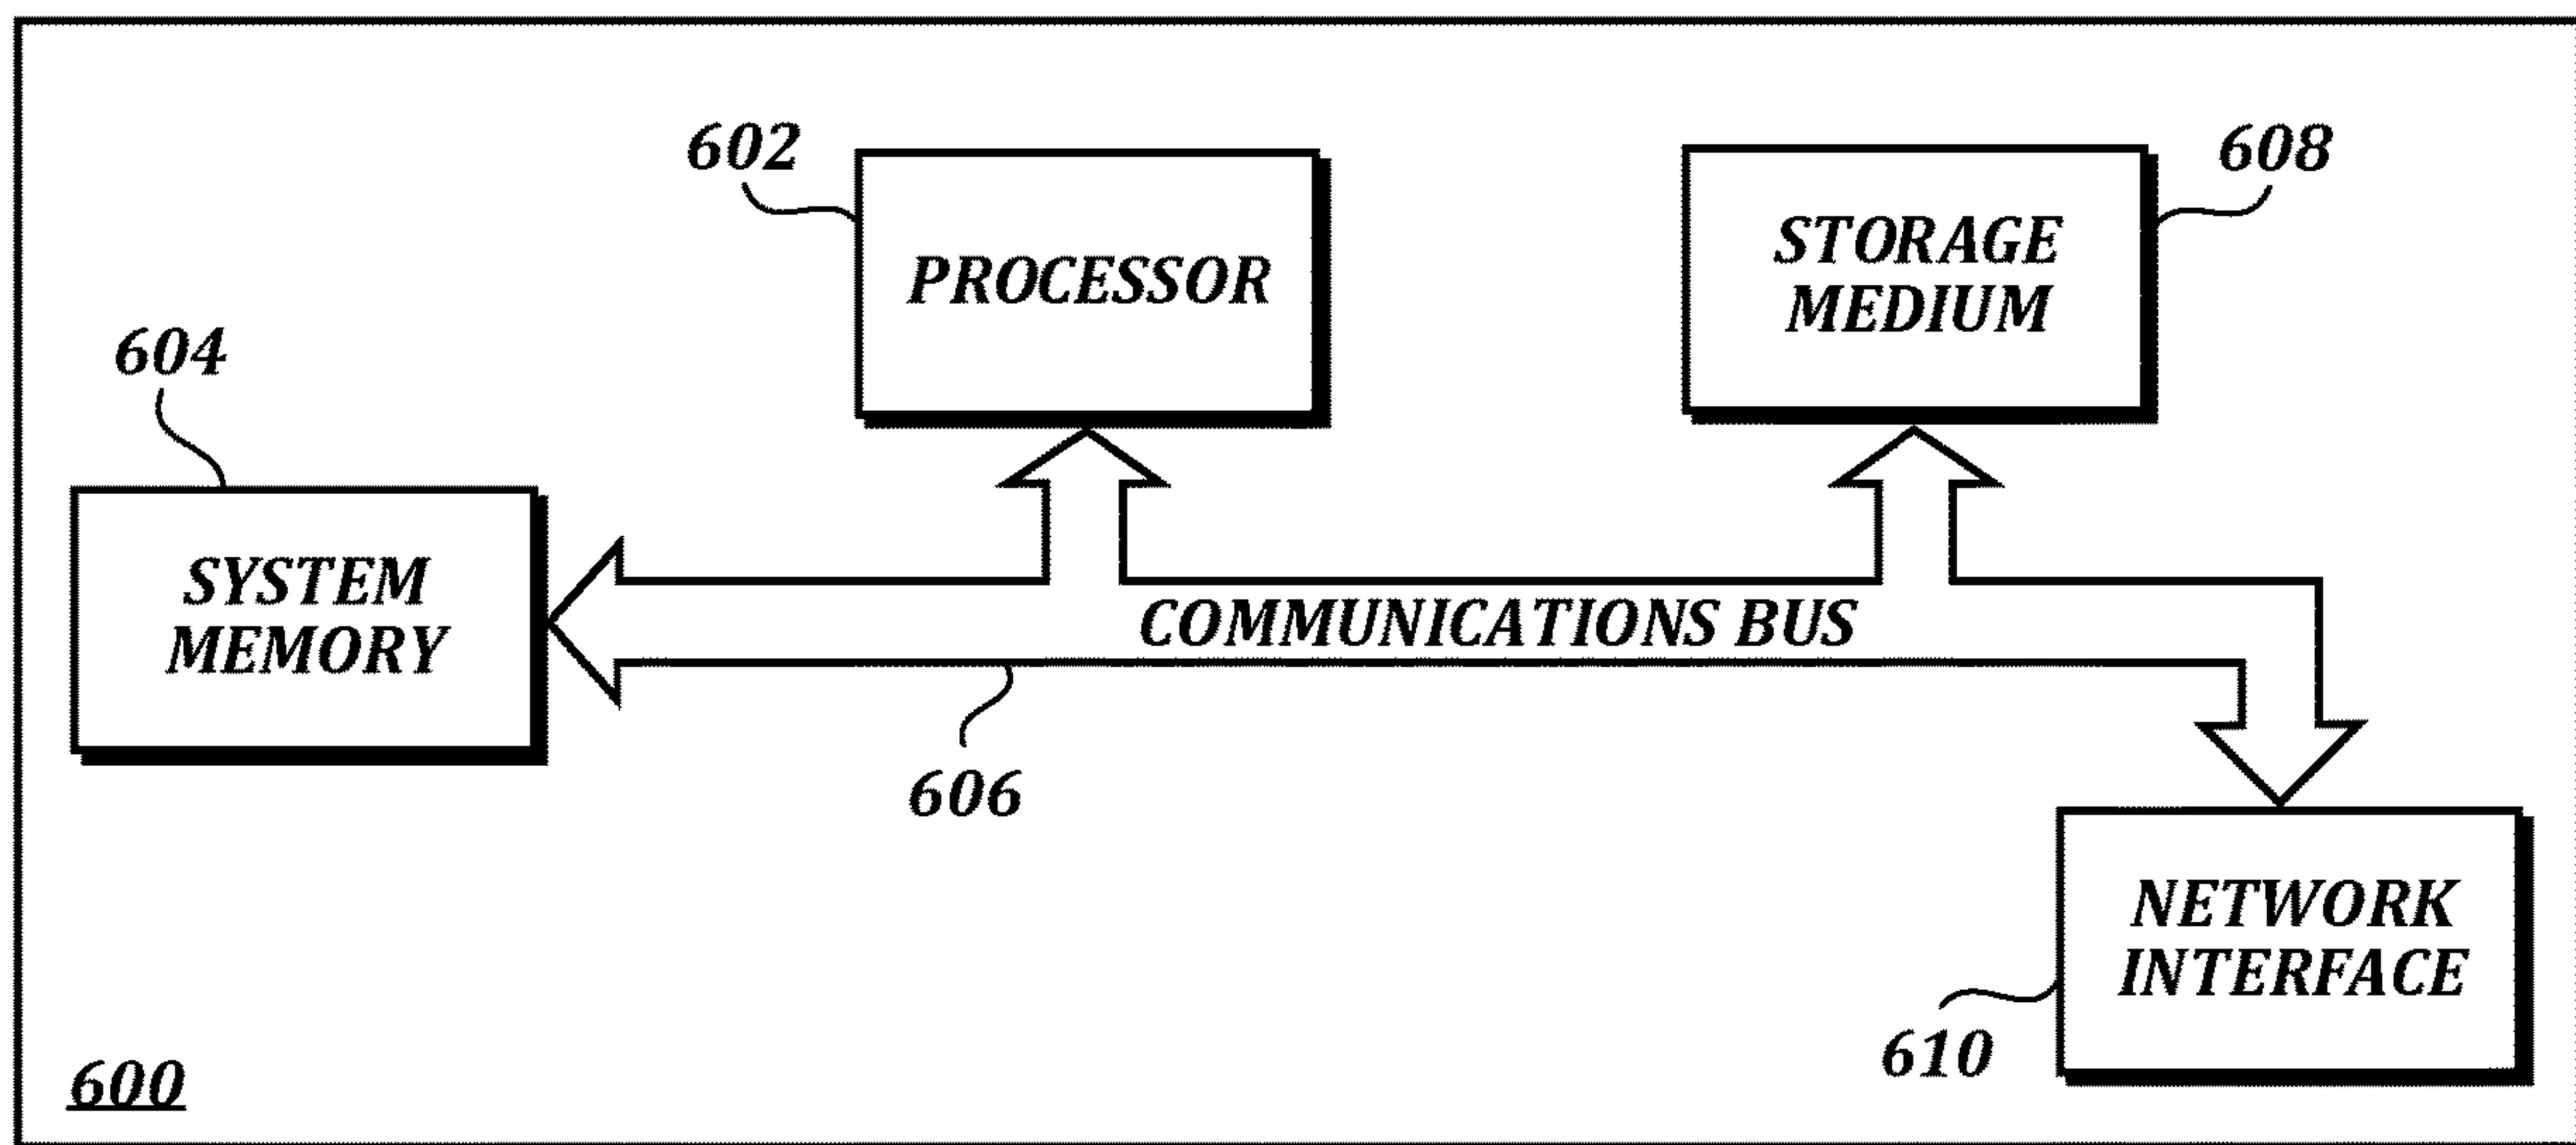 602
PROCESSOR
STORAGE
MEDIUM
608
604
SYSTEM
MEMORY
COMMUNICATIONS BUS
606
NETWORK
INTERFACE
610
600